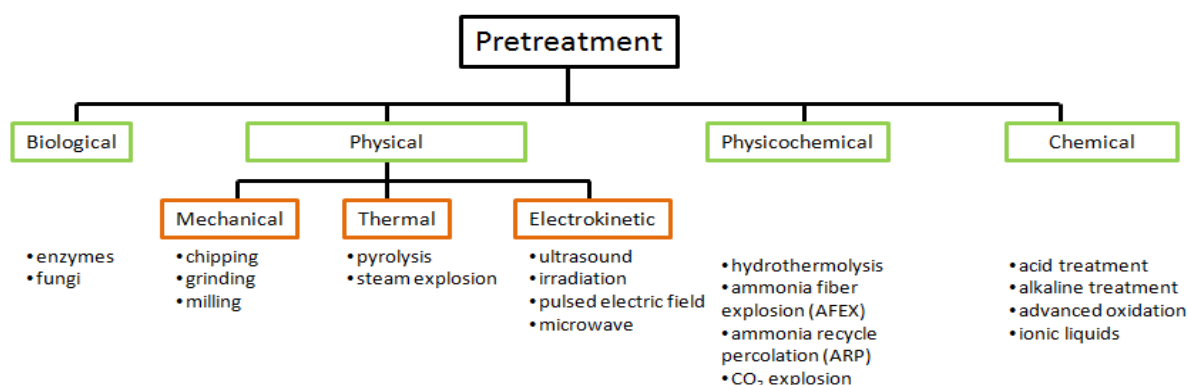 Pretreatment
Biological
Physical
Physicochemical
Chemical
Mechanical
Thermal
Electrokinetic
• enzymes
• fungi
• chipping
• grinding
• milling
• pyrolysis
• steam explosion
• ultrasound
• irradiation
• pulsed electric field
• microwave
• hydrothermolysis
• ammonia fiber
explosion (AFEX)
• ammonia recycle
percolation (ARP)
• CO₂ explosion
• acid treatment
• alkaline treatment
• advanced oxidation
• ionic liquids